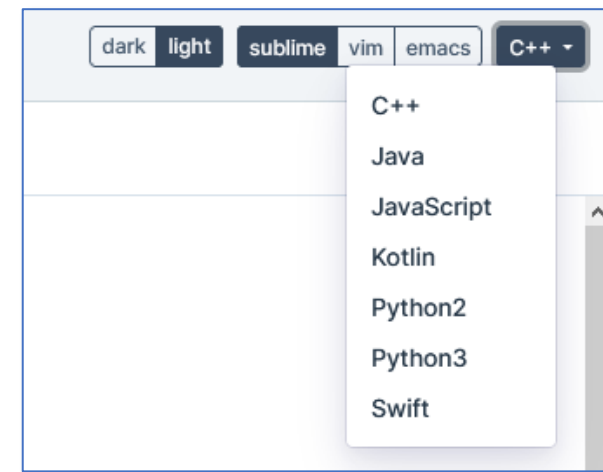 dark light sublime vim emacs C++
C++
Java
JavaScript
Kotlin
Python2
Python3
Swift